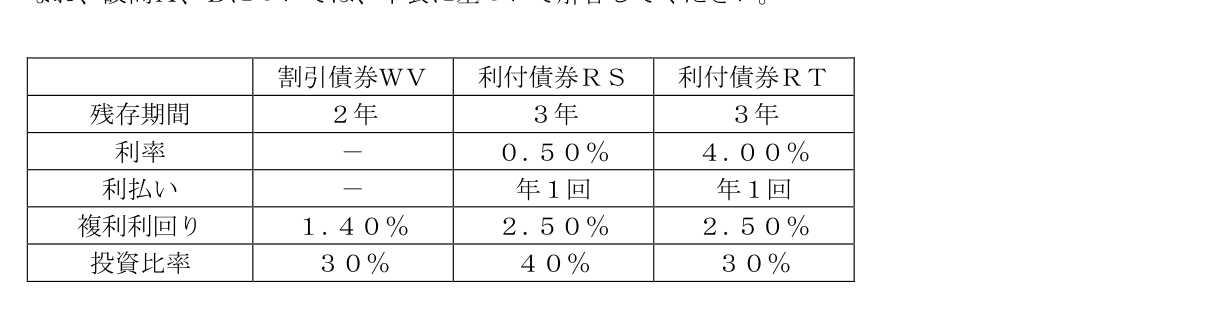 割引債券ＷＶ 利付債券ＲＳ 利付債券ＲＴ
残存期間 ２年 ３年 ３年
利率 － ０．５０％ ４．００％
利払い － 年１回 年１回
複利利回り １．４０％ ２．５０％ ２．５０％
投資比率 ３０％ ４０％ ３０％